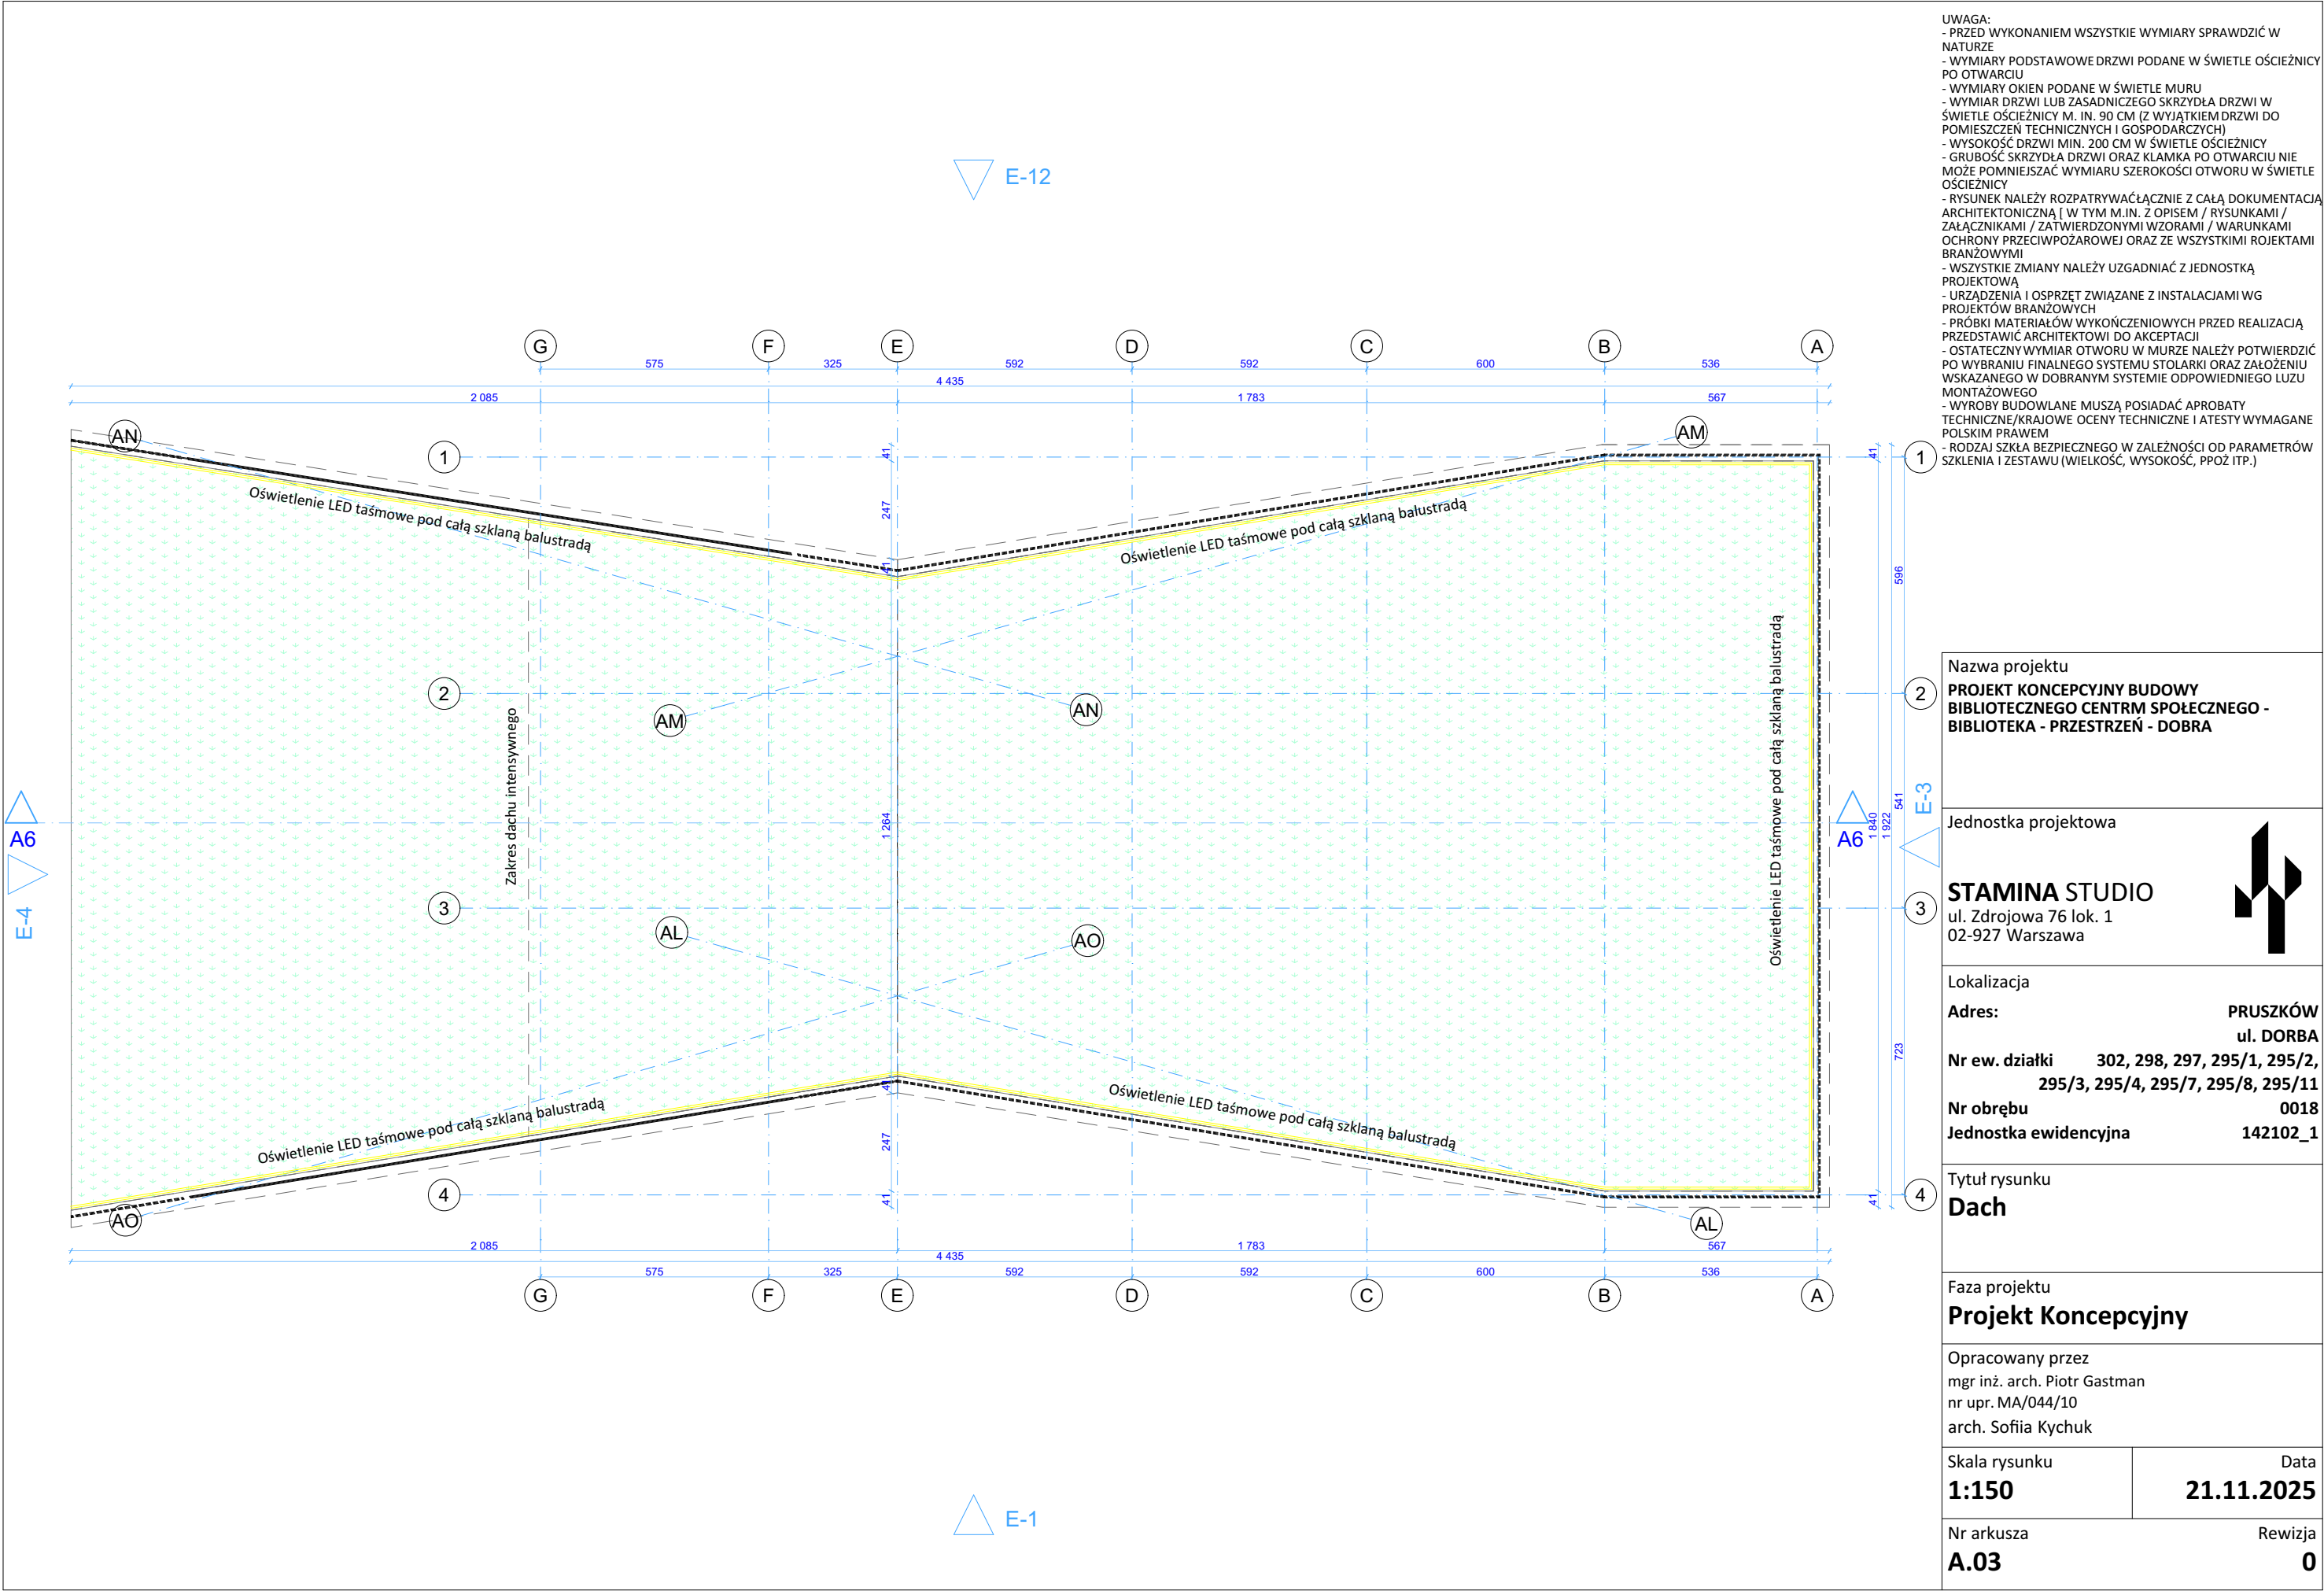 UWAGA:
- PRZED WYKONANIEM WSZYSTKIE WYMIARY SPRAWDZIĆ W
NATURZE
- WYMIARY PODSTAWOWE DRZWI PODANE W ŚWIETLE OŚCIEŻNICY
PO OTWARCIU
- WYMIARY OKIEN PODANE W ŚWIETLE MURU
- WYMIAR DRZWI LUB ZASADNICZEGO SKRZYDŁA DRZWI W
ŚWIETLE OŚCIEŻNICY M. IN. 90 CM (Z WYJĄTKIEM DRZWI DO
POMIESZCZEŃ TECHNICZNYCH I GOSPODARCZYCH)
- WYSOKOŚĆ DRZWI MIN. 200 CM W ŚWIETLE OŚCIEŻNICY
- GRUBOŚĆ SKRZYDŁA DRZWI ORAZ KLAMKA PO OTWARCIU NIE
MOŻE POMNIEJSZAĆ WYMIARU SZEROKOŚCI OTWORU W ŚWIETLE
OŚCIEŻNICY
- RYSUNEK NALEŻY ROZPATRYWAĆ ŁĄCZNIE Z CAŁĄ DOKUMENTACJĄ
ARCHITEKTONICZNĄ [ W TYM M.IN. Z OPISEM / RYSUNKAMI /
ZAŁĄCZNIKAMI / ZATWIERDZONYMI WZORAMI / WARUNKAMI
OCHRONY PRZECIWPOŻAROWEJ ORAZ ZE WSZYSTKIMI ROJEKTAMI
BRANŻOWYMI
- WSZYSTKIE ZMIANY NALEŻY UZGADNIAĆ Z JEDNOSTKĄ
PROJEKTOWĄ
- URZĄDZENIA I OSPRZĘT ZWIĄZANE Z INSTALACJAMI WG
PROJEKTÓW BRANŻOWYCH
- PRÓBKI MATERIAŁÓW WYKOŃCZENIOWYCH PRZED REALIZACJĄ
PRZEDSTAWIĆ ARCHITEKTOWI DO AKCEPTACJI
- OSTATECZNY WYMIAR OTWORU W MURZE NALEŻY POTWIERDZIĆ
PO WYBRANIU FINALNEGO SYSTEMU STOLARKI ORAZ ZAŁOŻENIU
WSKAZANEGO W DOBRANYM SYSTEMIE ODPOWIEDNIEGO LUZU
MONTAŻOWEGO
- WYROBY BUDOWLANE MUSZĄ POSIADAĆ APROBATY
TECHNICZNE/KRAJOWE OCENY TECHNICZNE I ATESTY WYMAGANE
POLSKIM PRAWEM
- RODZAJ SZKŁA BEZPIECZNEGO W ZALEŻNOŚCI OD PARAMETRÓW
SZKLENIA I ZESTAWU (WIELKOŚĆ, WYSOKOŚĆ, PPOŻ ITP.)
E-12
G F E D C B A
575 325 592 592 600 536
4 435
2 085 1 783 567
AN
AM
1
41
41
1
247
Oświetlenie LED taśmowe pod całą szklaną balustradą
Oświetlenie LED taśmowe pod całą szklaną balustradą
41
596
2
2
AM
AN
Zakres dachu intensywnego
Oświetlenie LED taśmowe pod całą szklaną balustradą
A6
E-4
1 264
A6
1 840
1 922
541
E-3
3
3
AL
AO
723
41
Oświetlenie LED taśmowe pod całą szklaną balustradą
Oświetlenie LED taśmowe pod całą szklaną balustradą
247
4
41
41
4
AO
AL
2 085 1 783 567
4 435
575 325 592 592 600 536
G F E D C B A
E-1
Nazwa projektu
PROJEKT KONCEPCYJNY BUDOWY
BIBLIOTECZNEGO CENTRM SPOŁECZNEGO -
BIBLIOTEKA - PRZESTRZEŃ - DOBRA
Jednostka projektowa
STAMINA STUDIO
ul. Zdrojowa 76 lok. 1
02-927 Warszawa
Lokalizacja
Adres: PRUSZKÓW
ul. DORBA
Nr ew. działki 302, 298, 297, 295/1, 295/2,
295/3, 295/4, 295/7, 295/8, 295/11
Nr obrębu 0018
Jednostka ewidencyjna 142102_1
Tytuł rysunku
Dach
Faza projektu
Projekt Koncepcyjny
Opracowany przez
mgr inż. arch. Piotr Gastman
nr upr. MA/044/10
arch. Sofiia Kychuk
Skala rysunku Data
1:150 21.11.2025
Nr arkusza Rewizja
A.03 0